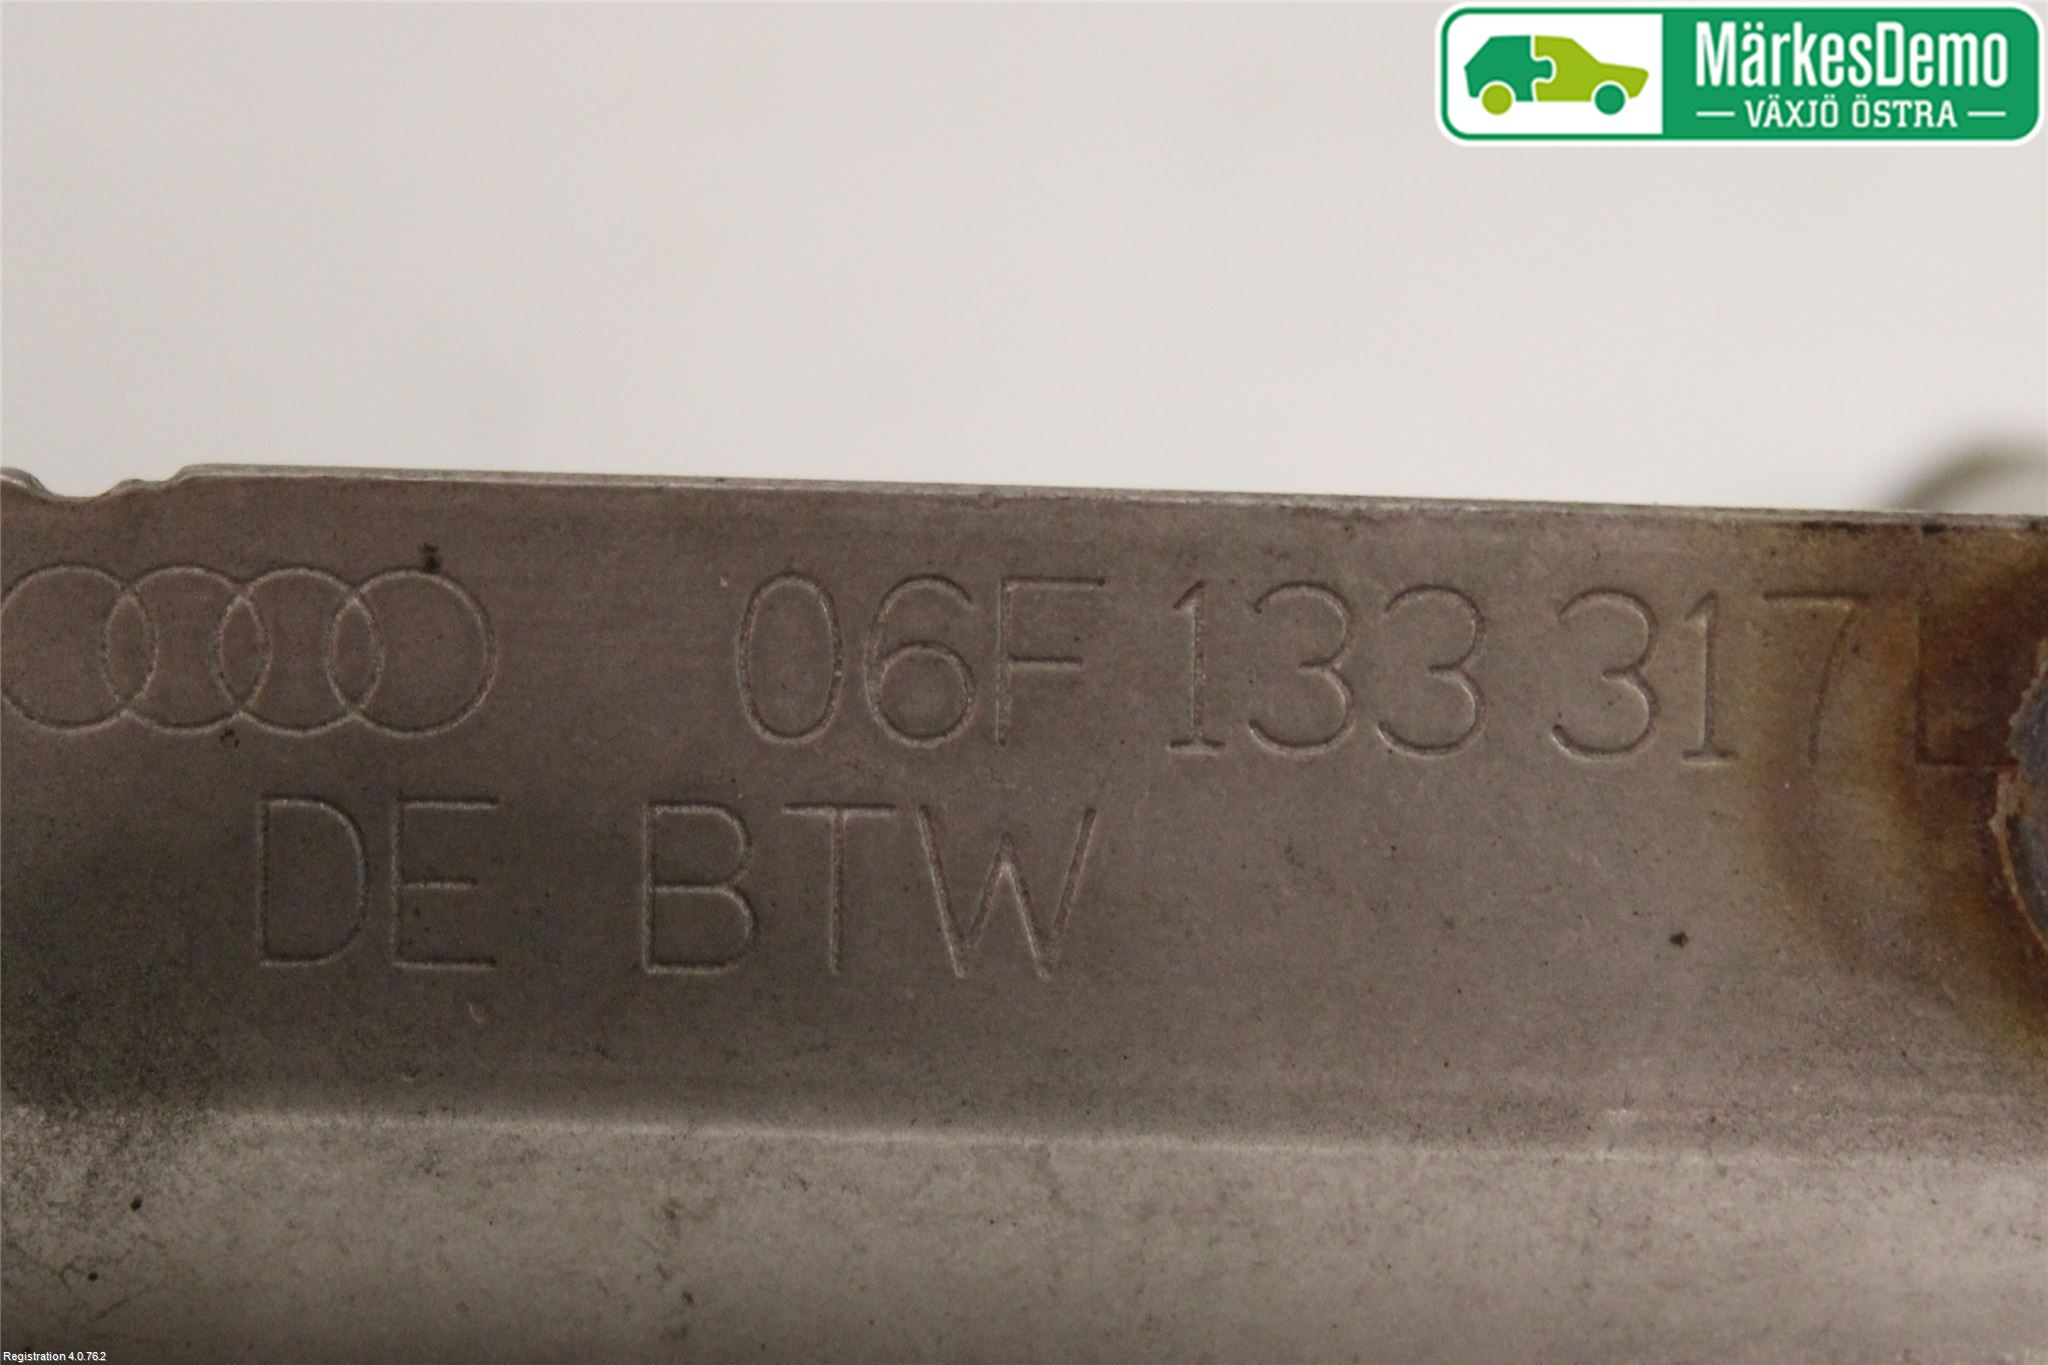 MärkesDemo
VÄXJÖ ÖSTRA
06F 133 317 L
DE BTW
Registration 4.0.76.2